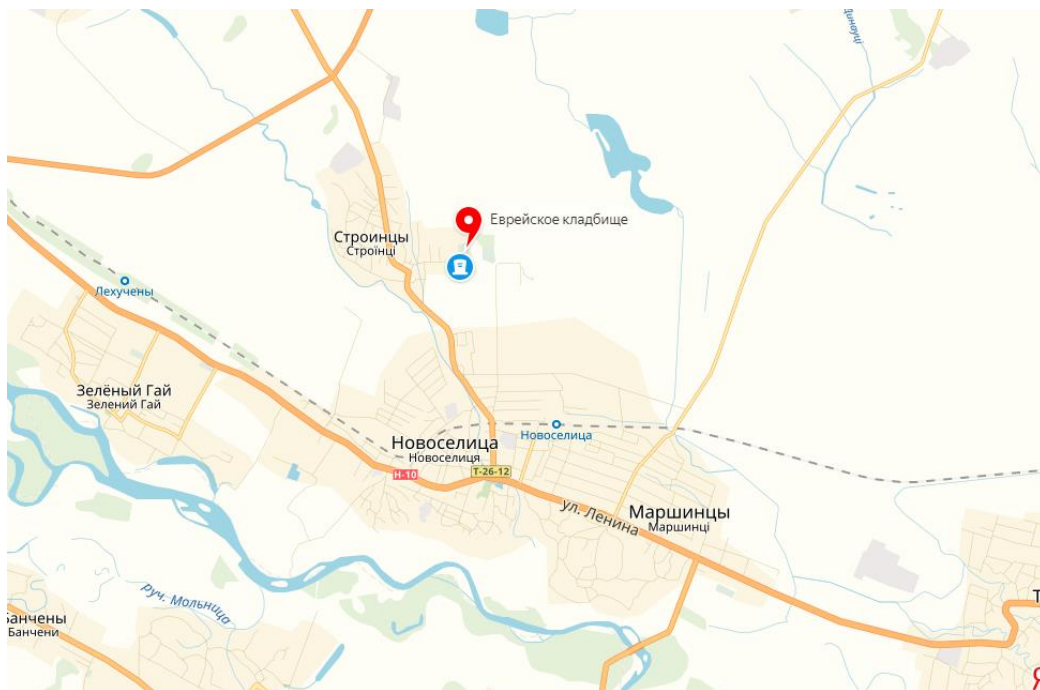 Динауці
Еврейское кладбище
Строинцы
Строїнці
Лехучены
Зелёный Гай
Зелений Гай
Новоселица
Новоселиця
Новоселица
Н-10
Т-26-12
ул. Ленина
Маршинцы
Маршинці
руч. Мольница
Банчены
Банчени
Т